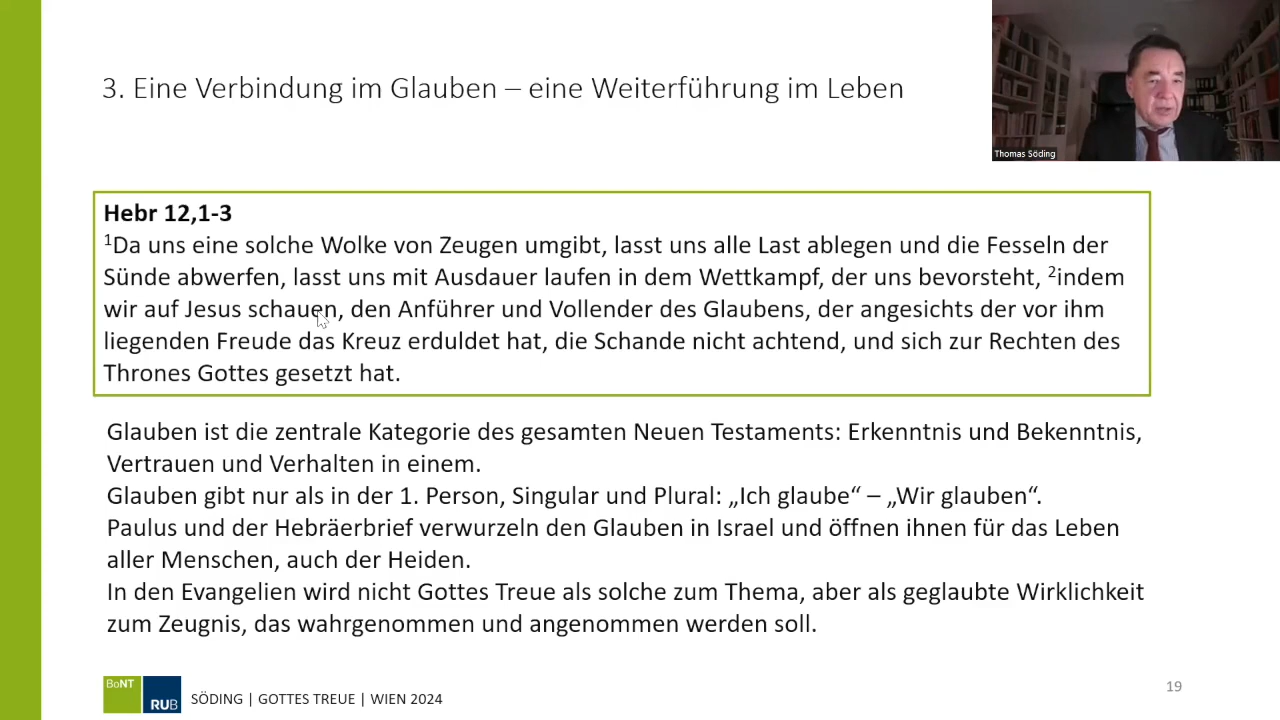 3. Eine Verbindung im Glauben – eine Weiterführung im Leben
Thomas Söding
Hebr 12,1-3
¹Da uns eine solche Wolke von Zeugen umgibt, lasst uns alle Last ablegen und die Fesseln der
Sünde abwerfen, lasst uns mit Ausdauer laufen in dem Wettkampf, der uns bevorsteht, ²indem
wir auf Jesus schauen, den Anführer und Vollender des Glaubens, der angesichts der vor ihm
liegenden Freude das Kreuz erduldet hat, die Schande nicht achtend, und sich zur Rechten des
Thrones Gottes gesetzt hat.
Glauben ist die zentrale Kategorie des gesamten Neuen Testaments: Erkenntnis und Bekenntnis,
Vertrauen und Verhalten in einem.
Glauben gibt nur als in der 1. Person, Singular und Plural: „Ich glaube“ – „Wir glauben“.
Paulus und der Hebräerbrief verwurzeln den Glauben in Israel und öffnen ihnen für das Leben
aller Menschen, auch der Heiden.
In den Evangelien wird nicht Gottes Treue als solche zum Thema, aber als geglaubte Wirklichkeit
zum Zeugnis, das wahrgenommen und angenommen werden soll.
BoNT
RUB
SÖDING | GOTTES TREUE | WIEN 2024
19